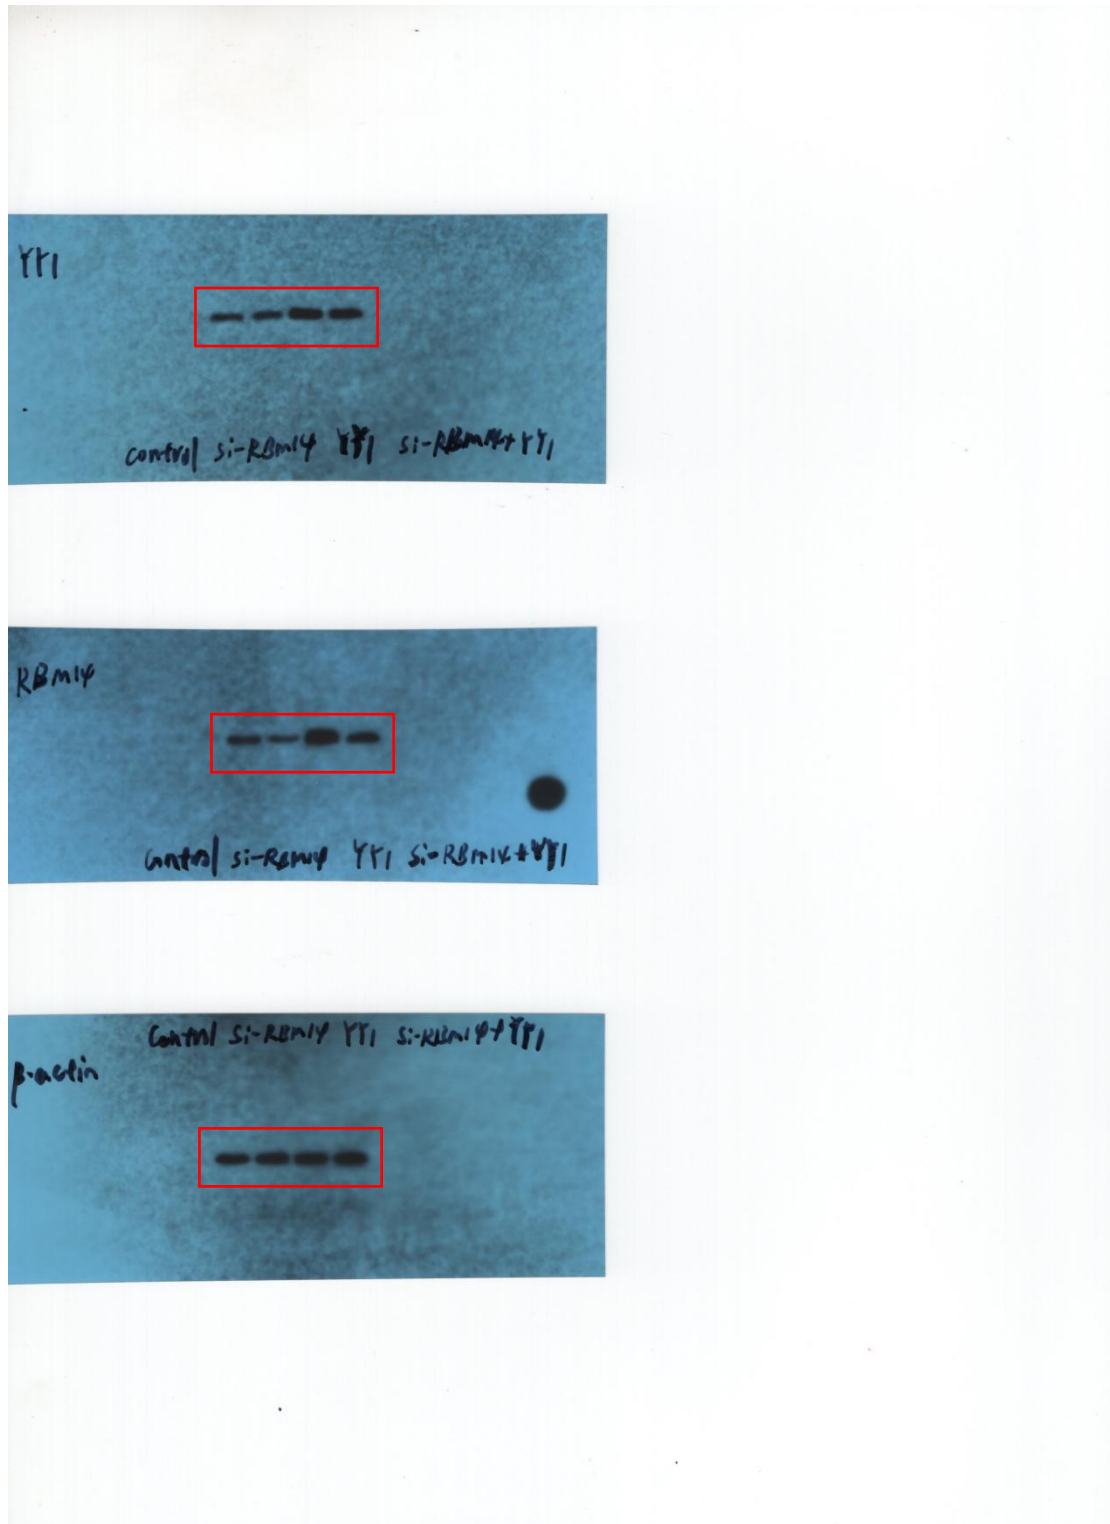 YY1
control si-RBM14 YY1 si-RBM14+YY1
RBM14
Control si-RBM14 YY1 si-RBM14+YY1
Control si-RBM14 YY1 si-RBM14+YY1
β-actin